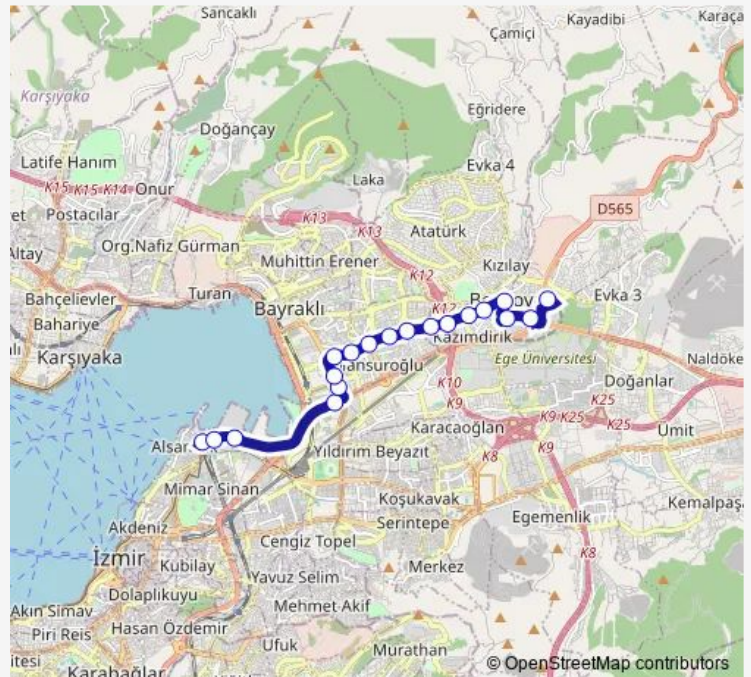 Sancaklı
Karaça
Kayadibi
Çamiçi
Karşıyaka
Eğridere
Doğançay
Latife Hanım
Evka 4
Laka
K15 K15 K14 Onur
Postacılar
K13
D565
Atatürk
Altay
Org.Nafiz Gürman
K13
Muhittin Erener
Kızılay
K12
Turan
Evka 3
Bahçelievler
Bayraklı
K12
Bahariye
Kazımdirik
Karşıyaka
Ege Üniversitesi
Mansuroğlu
Naldöke
Doğanlar
K10
K25
K9
K9 K25
K25
Karacaoğlan
Ümit
Yıldırım Beyazıt
K8
K9
Mimar Sinan
Koşukavak
Kemalpaşa
Akdeniz
Serintepe
Egemenlik
Cengiz Topel
İzmir
K8
Kubilay
Merkez
Yavuz Selim
Dolaplıkuyu
Akın Simav
Mehmet Akif
Piri Reis
Hasan Özdemir
Ufuk
Murathan
itesi
Karabağlar
© OpenStreetMap contributors